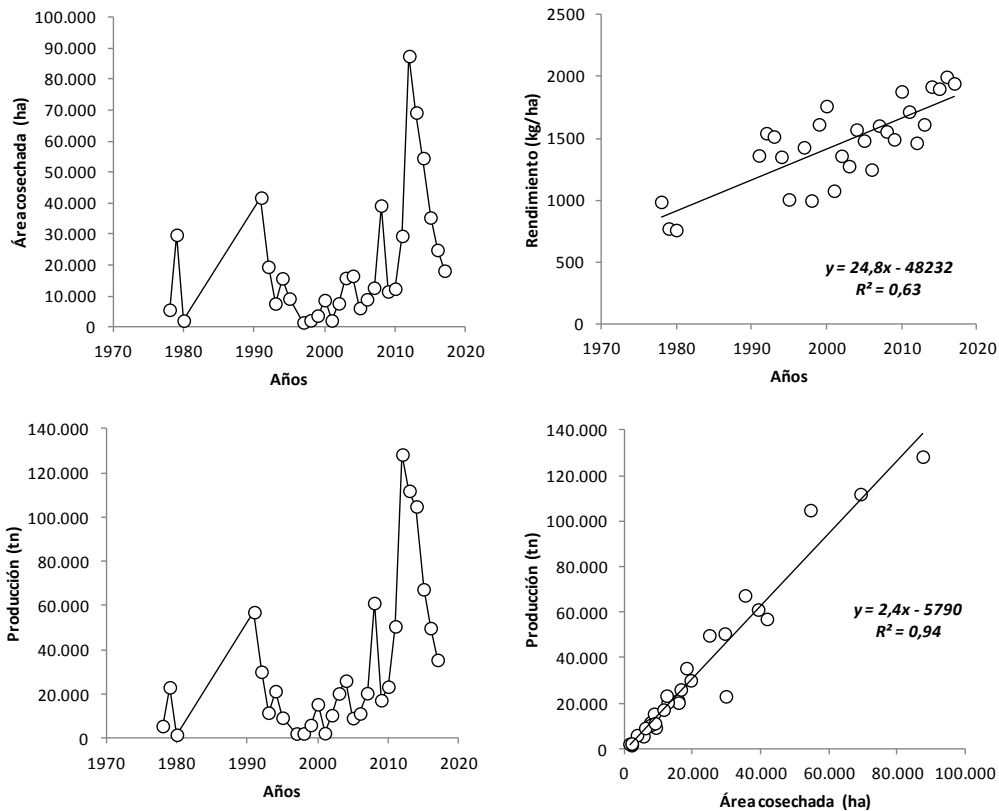 100.000
90.000
80.000
70.000
60.000
50.000
40.000
30.000
20.000
10.000
0
Área cosechada (ha)
1970 1980 1990 2000 2010 2020
Años
2500
2000
1500
1000
500
0
Rendimiento (kg/ha)
y = 24,8x - 48232
R² = 0,63
1970 1980 1990 2000 2010 2020
Años
140.000
120.000
100.000
80.000
60.000
40.000
20.000
0
Producción (tn)
1970 1980 1990 2000 2010 2020
Años
140.000
120.000
100.000
80.000
60.000
40.000
20.000
0
Producción (tn)
y = 2,4x - 5790
R² = 0,94
0 20.000 40.000 60.000 80.000 100.000
Área cosechada (ha)